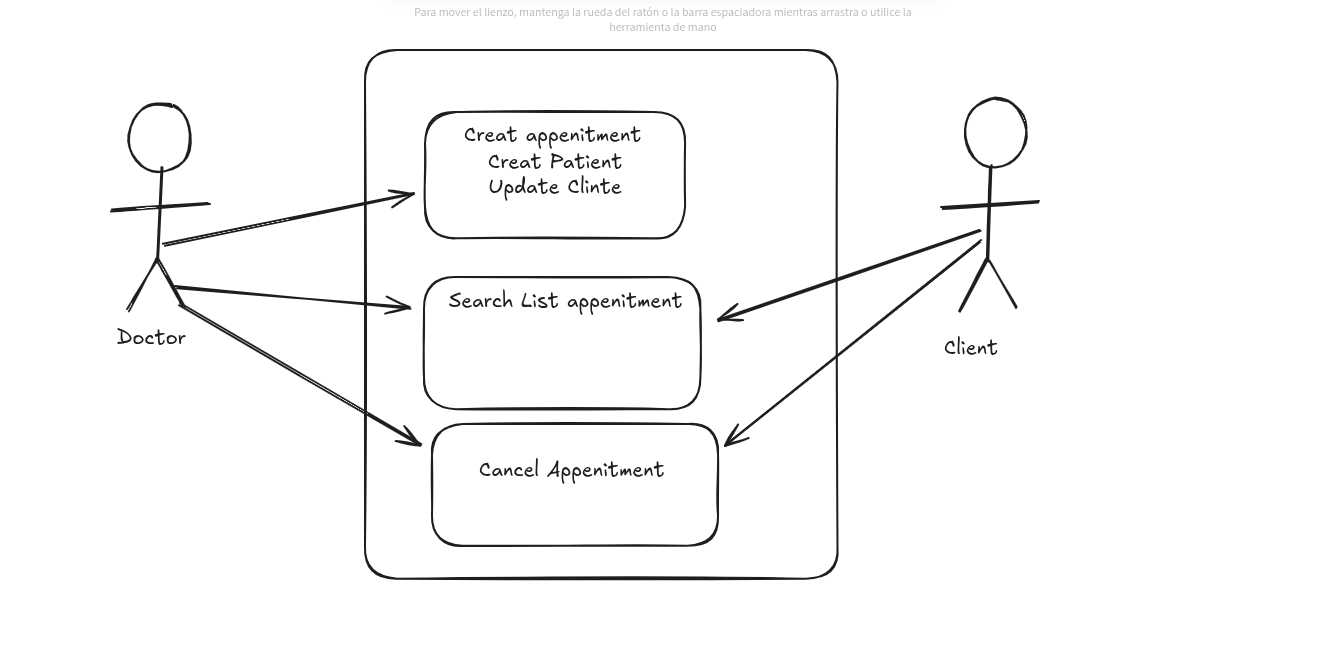 Para mover el lienzo, mantenga la rueda del ratón o la barra espaciadora mientras arrastra o utilice la
herramienta de mano
Creat appenitment
Creat Patient
Update Clinte
Search List appenitment
Doctor
Client
Cancel Appenitment